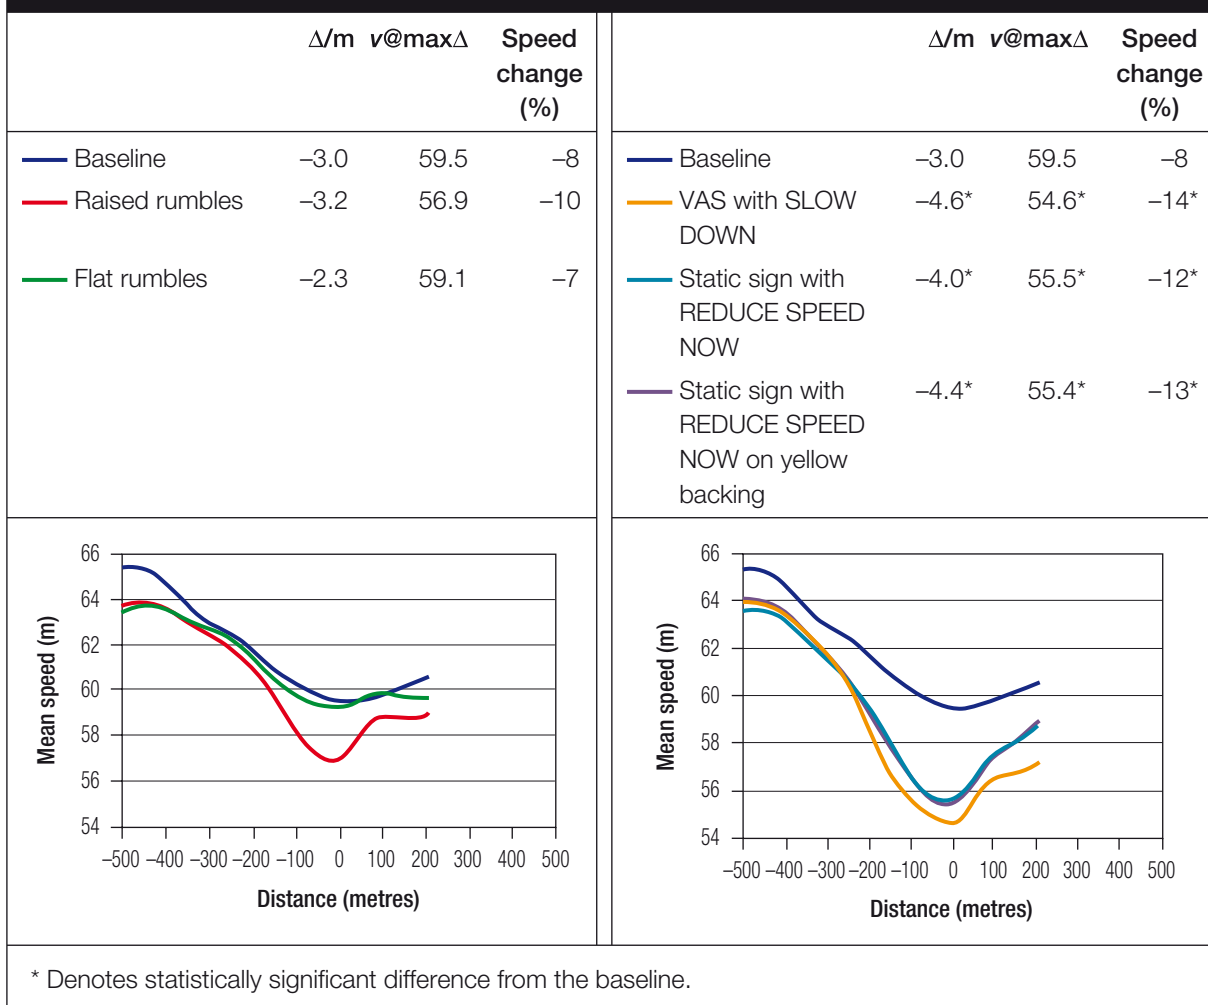 Δ/m v@maxΔ Speed
change
(%)
Baseline –3.0 59.5 –8
Raised rumbles –3.2 56.9 –10
Flat rumbles –2.3 59.1 –7
Δ/m v@maxΔ Speed
change
(%)
Baseline –3.0 59.5 –8
VAS with SLOW –4.6* 54.6* –14*
DOWN
Static sign with –4.0* 55.5* –12*
REDUCE SPEED
NOW
Static sign with –4.4* 55.4* –13*
REDUCE SPEED
NOW on yellow
backing
66
64
62
60
58
56
54
Mean speed (m)
–500 –400 –300 –200 –100 0 100 200 300 400 500
Distance (metres)
66
64
62
60
58
56
54
Mean speed (m)
–500 –400 –300 –200 –100 0 100 200 300 400 500
Distance (metres)
* Denotes statistically significant difference from the baseline.